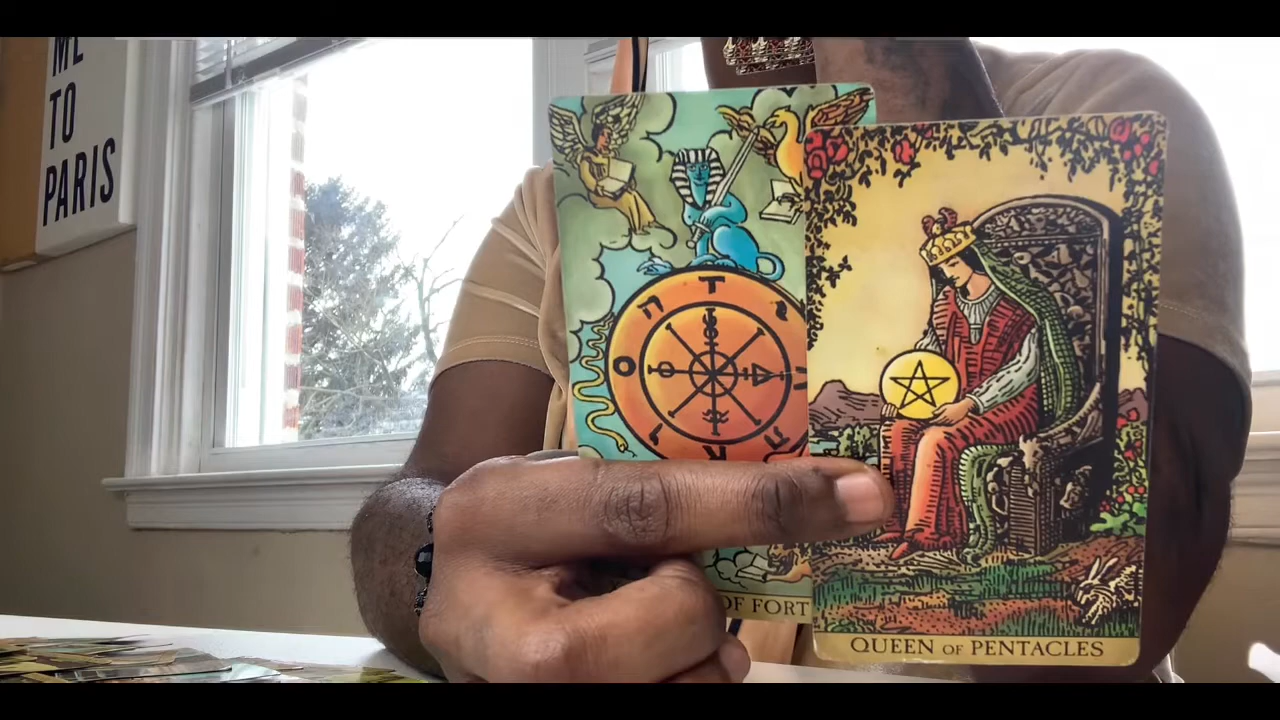 ME
TO
PARIS
OF FORT
QUEEN OF PENTACLES